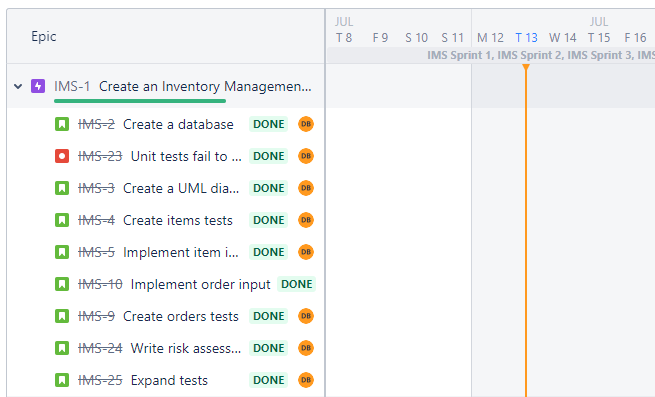 Epic
JUL
JUL
T 8 F 9 S 10 S 11 M 12 T 13 W 14 T 15 F 16
IMS Sprint 1, IMS Sprint 2, IMS Sprint 3, IMS
IMS-1 Create an Inventory Managemen...
IMS-2 Create a database DONE DB
IMS-23 Unit tests fail to ... DONE DB
IMS-3 Create a UML dia... DONE DB
IMS-4 Create items tests DONE DB
IMS-5 Implement item i... DONE DB
IMS-10 Implement order input DONE
IMS-9 Create orders tests DONE DB
IMS-24 Write risk assess... DONE DB
IMS-25 Expand tests DONE DB